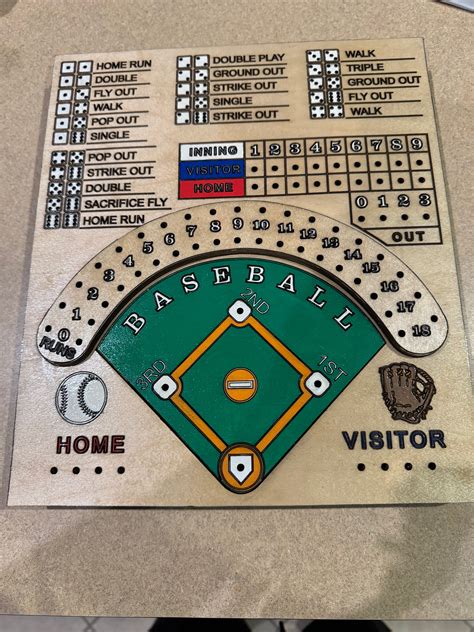 HOME RUN
DOUBLE
FLY OUT
WALK
POP OUT
SINGLE
POP OUT
STRIKE OUT
DOUBLE
SACRIFICE FLY
HOME RUN
DOUBLE PLAY
GROUND OUT
STRIKE OUT
SINGLE
STRIKE OUT
WALK
TRIPLE
GROUND OUT
FLY OUT
WALK
INNING 1 2 3 4 5 6 7 8 9
VISITOR
HOME
0 1 2 3
OUT
0 1 2 3 4 5 6 7 8 9 10 11 12 13 14 15 16 17 18
RUNS
BASEBALL
2ND
3RD
1ST
HOME
VISITOR